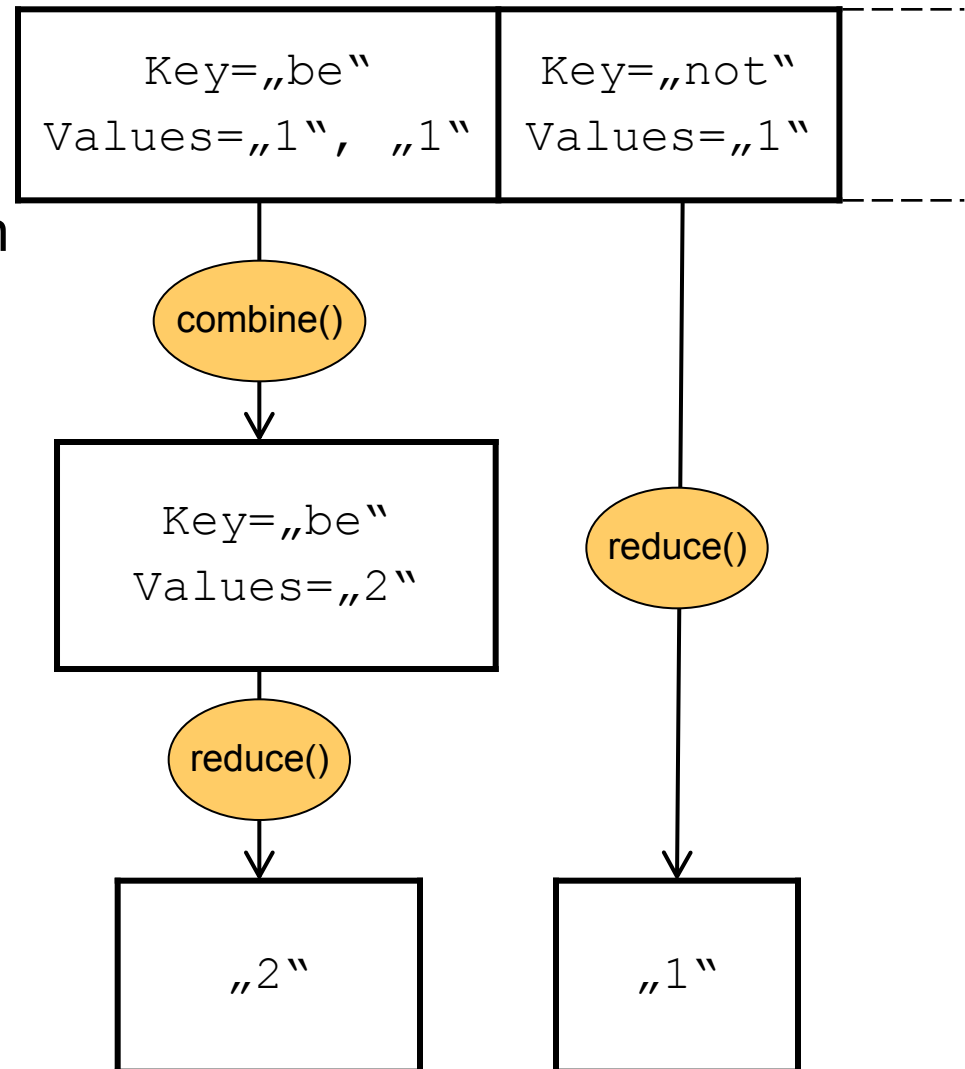 Key=„be“
Values=„1“, „1“
Key=„not“
Values=„1“
n
combine()
Key=„be“
Values=„2“
reduce()
reduce()
„2“
„1“